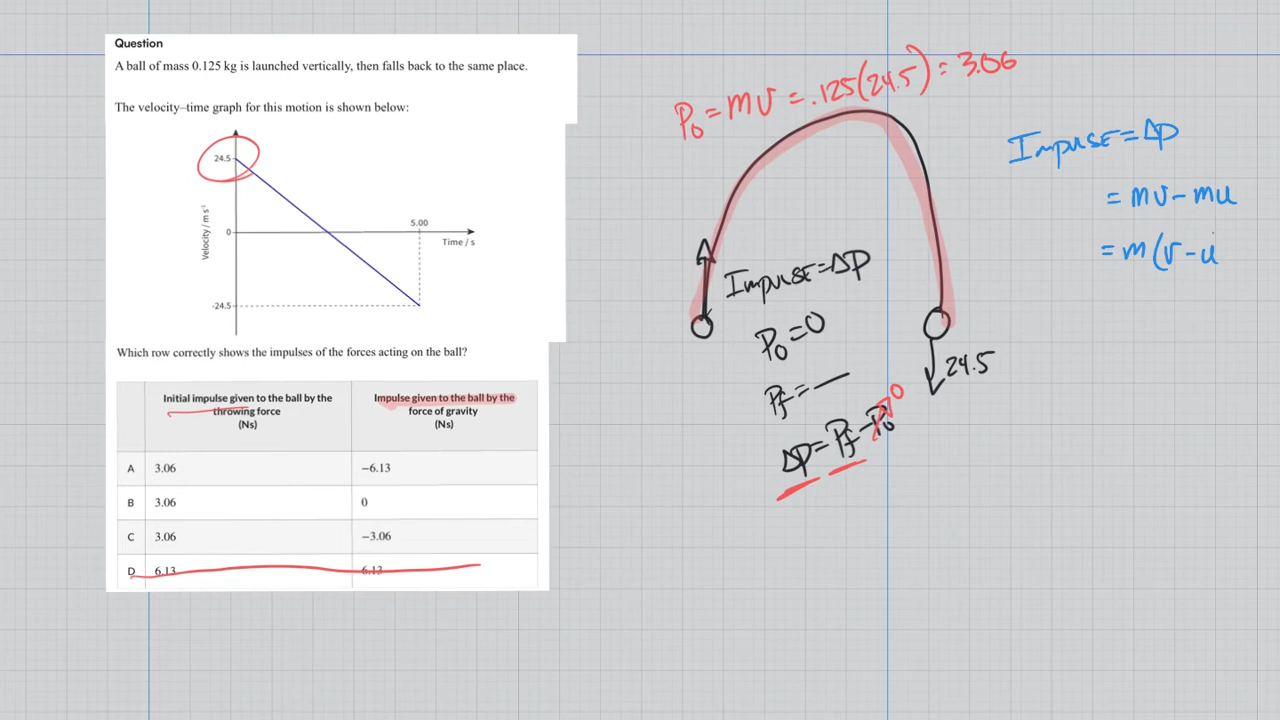 Question
A ball of mass 0.125 kg is launched vertically, then falls back to the same place.
The velocity–time graph for this motion is shown below:
24.5
0
-24.5
Velocity / m s⁻¹
5.00
Time / s
Which row correctly shows the impulses of the forces acting on the ball?
Initial impulse given to the ball by the throwing force (Ns)
Impulse given to the ball by the force of gravity (Ns)
A 3.06 −6.13
B 3.06 0
C 3.06 −3.06
D 6.13 6.13
P₀ = mv = .125(24.5) = 3.06
Impulse = Δp
P₀ = 0
Pf = —
Δp = Pf − P₀ 0
24.5
Impulse = Δp
= mv − mu
= m(v − u